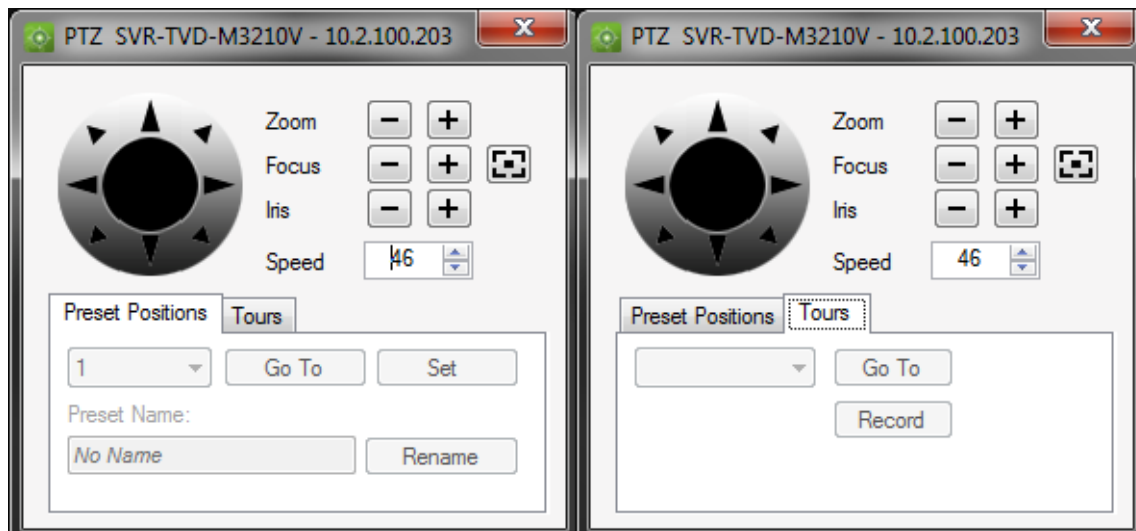 PTZ SVR-TVD-M3210V - 10.2.100.203
Zoom
Focus
Iris
Speed 46
Preset Positions Tours
1 Go To Set
Preset Name:
No Name Rename
PTZ SVR-TVD-M3210V - 10.2.100.203
Zoom
Focus
Iris
Speed 46
Preset Positions Tours
Go To
Record